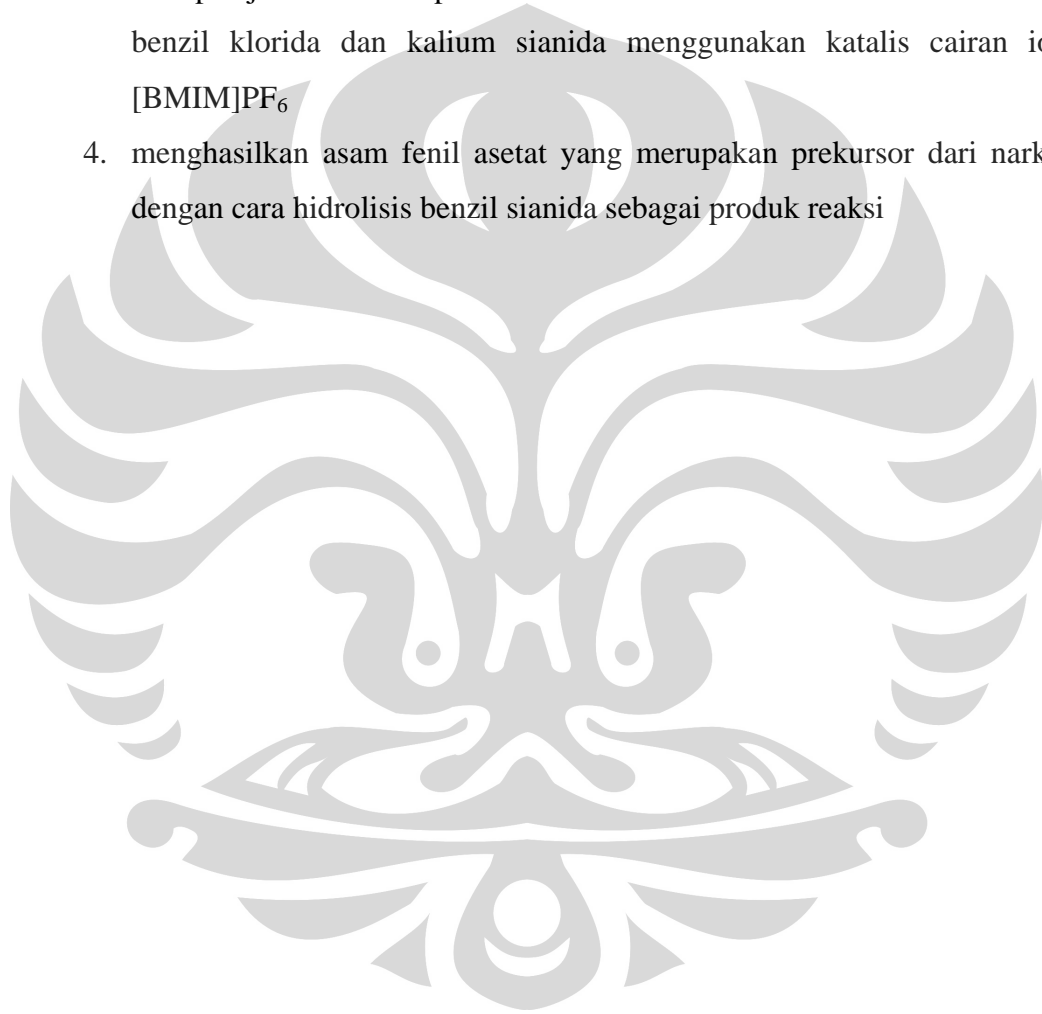 benzil klorida dan kalium sianida menggunakan katalis cairan io
[BMIM]PF₆
4. menghasilkan asam fenil asetat yang merupakan prekursor dari nark
dengan cara hidrolisis benzil sianida sebagai produk reaksi